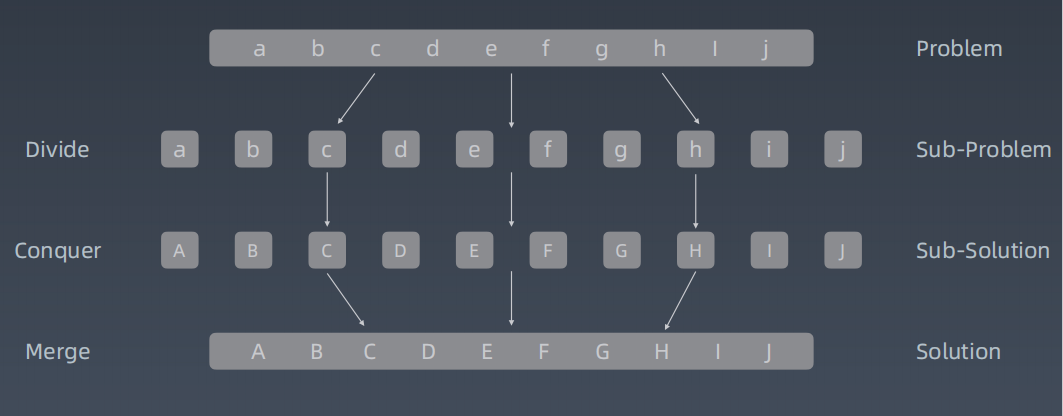 a b c d e f g h I j Problem
Divide a b c d e f g h i j Sub-Problem
Conquer A B C D E F G H I J Sub-Solution
Merge A B C D E F G H I J Solution